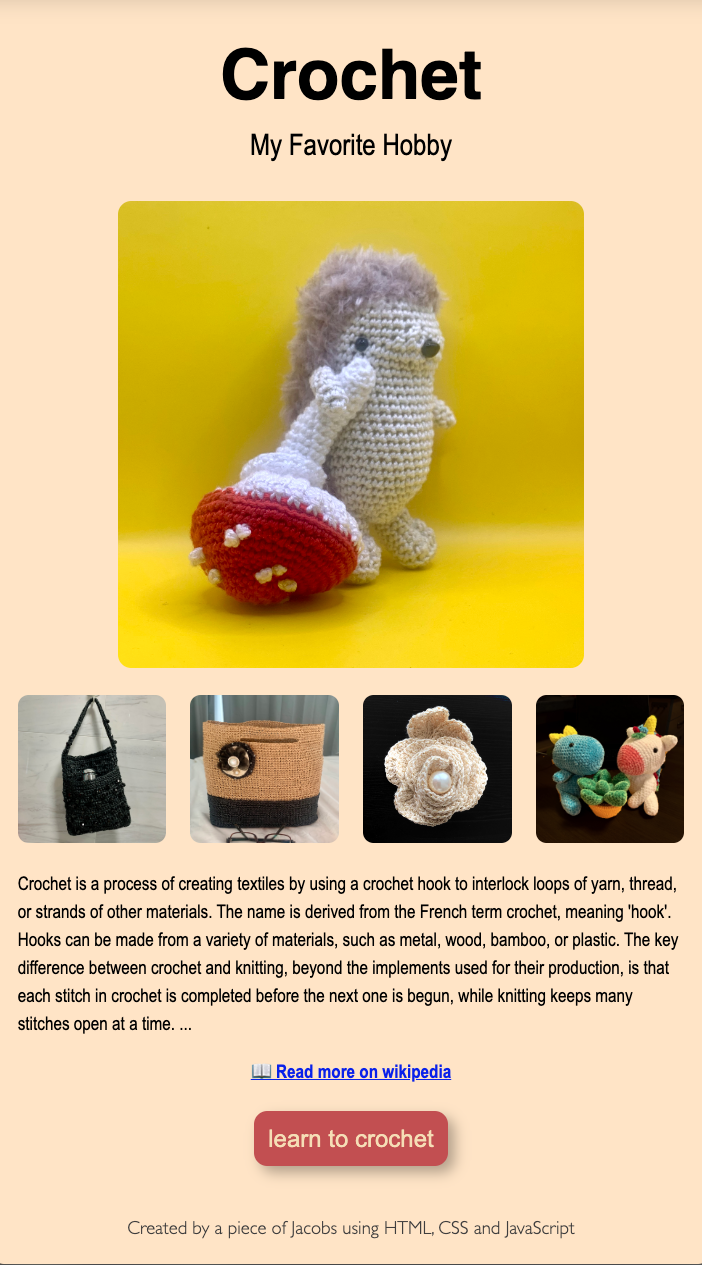 Crochet
My Favorite Hobby
Crochet is a process of creating textiles by using a crochet hook to interlock loops of yarn, thread,
or strands of other materials. The name is derived from the French term crochet, meaning 'hook'.
Hooks can be made from a variety of materials, such as metal, wood, bamboo, or plastic. The key
difference between crochet and knitting, beyond the implements used for their production, is that
each stitch in crochet is completed before the next one is begun, while knitting keeps many
stitches open at a time. ...
📖 Read more on wikipedia
learn to crochet
Created by a piece of Jacobs using HTML, CSS and JavaScript